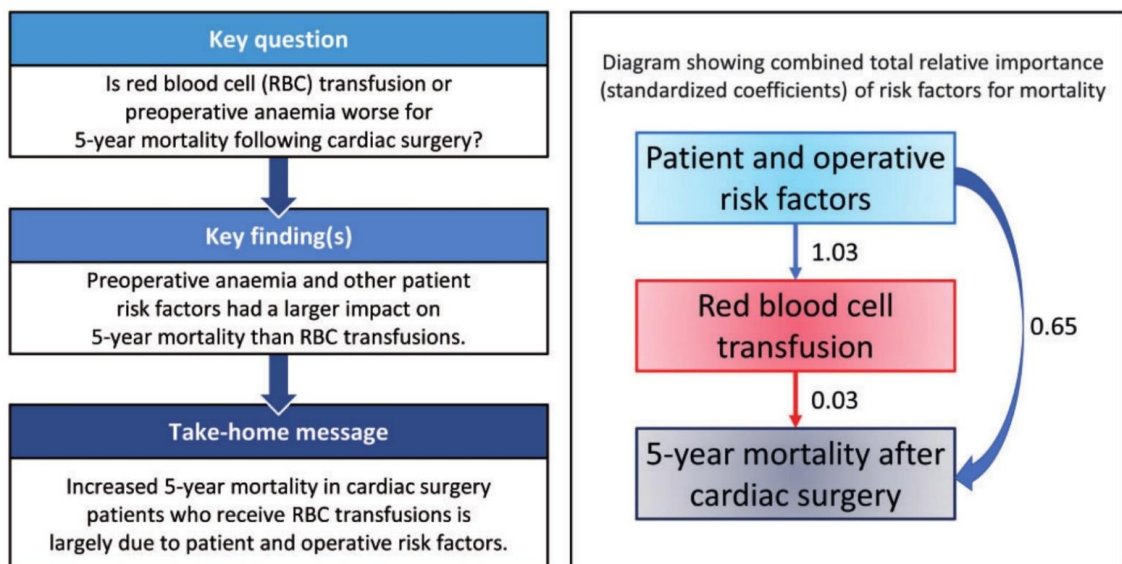 Key question
Is red blood cell (RBC) transfusion or
preoperative anaemia worse for
5-year mortality following cardiac surgery?
Key finding(s)
Preoperative anaemia and other patient
risk factors had a larger impact on
5-year mortality than RBC transfusions.
Take-home message
Increased 5-year mortality in cardiac surgery
patients who receive RBC transfusions is
largely due to patient and operative risk factors.
Diagram showing combined total relative importance
(standardized coefficients) of risk factors for mortality
Patient and operative
risk factors
1.03
Red blood cell
transfusion
0.65
0.03
5-year mortality after
cardiac surgery